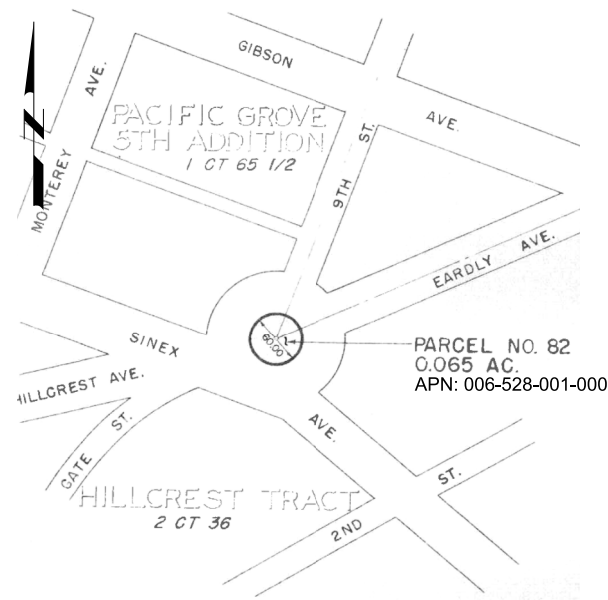 GIBSON
AVE.
AVE.
PACIFIC GROVE
5TH ADDITION
1 CT 65 1/2
N
MONTEREY
9TH
ST.
EARDLY AVE.
60.00
1
SINEX
PARCEL NO. 82
0.065 AC.
APN: 006-528-001-000
HILLCREST AVE.
GATE
ST.
AVE.
HILLCREST TRACT
2 CT 36
2ND
ST.